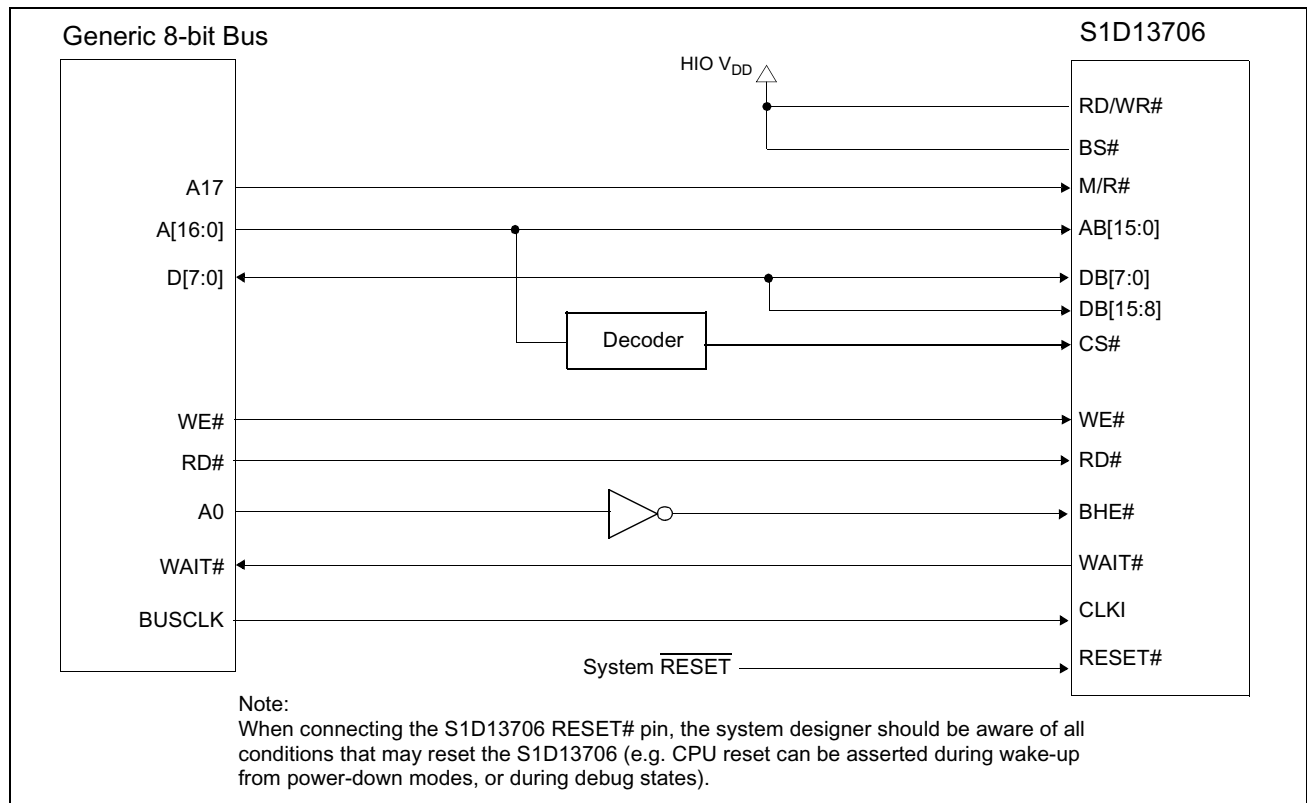 Generic 8-bit Bus
S1D13706
HIO VDD
RD/WR#
BS#
A17
M/R#
A[16:0]
AB[15:0]
D[7:0]
DB[7:0]
DB[15:8]
Decoder
CS#
WE#
WE#
RD#
RD#
A0
BHE#
WAIT#
WAIT#
BUSCLK
CLKI
System RESET
RESET#
Note:
When connecting the S1D13706 RESET# pin, the system designer should be aware of all
conditions that may reset the S1D13706 (e.g. CPU reset can be asserted during wake-up
from power-down modes, or during debug states).